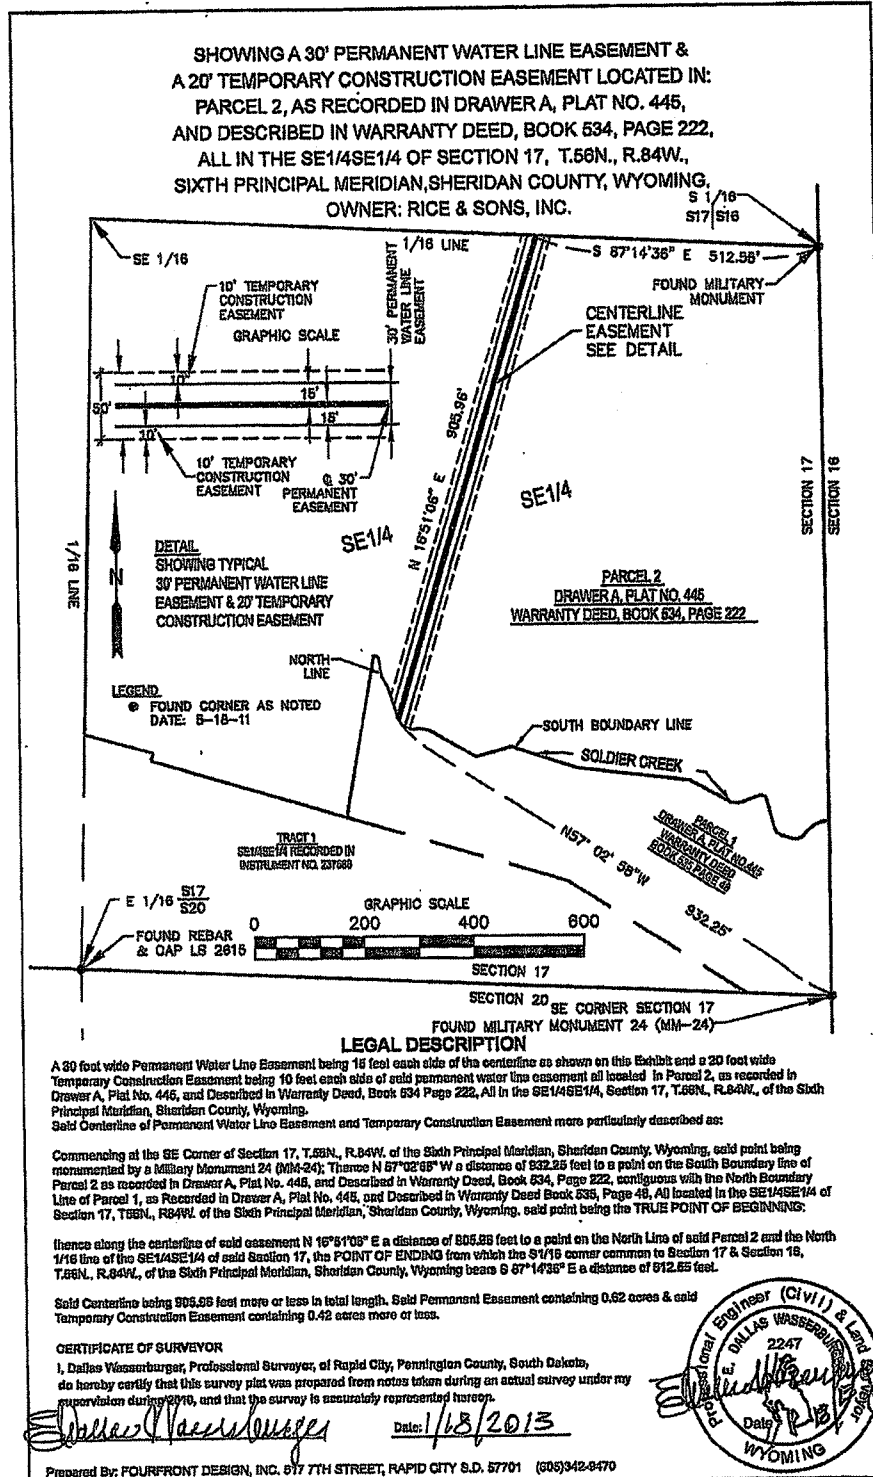 SHOWING A 30' PERMANENT WATER LINE EASEMENT &
A 20' TEMPORARY CONSTRUCTION EASEMENT LOCATED IN:
PARCEL 2, AS RECORDED IN DRAWER A, PLAT NO. 445,
AND DESCRIBED IN WARRANTY DEED, BOOK 534, PAGE 222,
ALL IN THE SE1/4SE1/4 OF SECTION 17, T.56N., R.84W.,
SIXTH PRINCIPAL MERIDIAN,SHERIDAN COUNTY, WYOMING.
OWNER: RICE & SONS, INC.
S 1/16
S17 S16
SE 1/16
1/16 LINE
S 87°14'36" E 512.55'
FOUND MILITARY
MONUMENT
10' TEMPORARY
CONSTRUCTION
EASEMENT
30' PERMANENT
WATER LINE
EASEMENT
GRAPHIC SCALE
CENTERLINE
EASEMENT
SEE DETAIL
10'
15'
50'
15'
10'
10' TEMPORARY
CONSTRUCTION
EASEMENT
℄ 30'
PERMANENT
EASEMENT
N 16°51'06" E 905.96'
SE1/4
SE1/4
SECTION 17
SECTION 16
1/16 LINE
N
DETAIL
SHOWING TYPICAL
30' PERMANENT WATER LINE
EASEMENT & 20' TEMPORARY
CONSTRUCTION EASEMENT
PARCEL 2
DRAWER A, PLAT NO. 445
WARRANTY DEED, BOOK 534, PAGE 222
NORTH
LINE
LEGEND
FOUND CORNER AS NOTED
DATE: 5-18-11
SOUTH BOUNDARY LINE
SOLDIER CREEK
TRACT 1
SE1/4SE1/4 RECORDED IN
INSTRUMENT NO.
PARCEL 1
DRAWER A, PLAT NO. 445
WARRANTY DEED
BOOK 535 PAGE 48
N57° 02' 58"W
932.25'
E 1/16 S17
S20
FOUND REBAR
& CAP LS 2615
GRAPHIC SCALE
0 200 400 600
SECTION 17
SECTION 20
SE CORNER SECTION 17
FOUND MILITARY MONUMENT 24 (MM-24)
LEGAL DESCRIPTION
A 30 foot wide Permanent Water Line Easement being 15 feet each side of the centerline as shown on this Exhibit and a 20 foot wide
Temporary Construction Easement being 10 feet each side of said permanent water line easement all located in Parcel 2, as recorded in
Drawer A, Plat No. 445, and Described in Warranty Deed, Book 534 Page 222, All in the SE1/4SE1/4, Section 17, T.56N., R.84W., of the Sixth
Principal Meridian, Sheridan County, Wyoming.
Said Centerline of Permanent Water Line Easement and Temporary Construction Easement more particularly described as:
Commencing at the SE Corner of Section 17, T.56N., R.84W. of the Sixth Principal Meridian, Sheridan County, Wyoming, said point being
monumented by a Military Monument 24 (MM-24); Thence N 57°02'58" W a distance of 932.25 feet to a point on the South Boundary line of
Parcel 2 as recorded in Drawer A, Plat No. 445, and Described in Warranty Deed, Book 534, Page 222, contiguous with the North Boundary
Line of Parcel 1, as Recorded in Drawer A, Plat No. 445, and Described in Warranty Deed Book 535, Page 48, All located in the SE1/4SE1/4 of
Section 17, T56N., R84W. of the Sixth Principal Meridian, Sheridan County, Wyoming, said point being the TRUE POINT OF BEGINNING:
thence along the centerline of said easement N 16°51'06" E a distance of 905.96 feet to a point on the North Line of said Parcel 2 and the North
1/16 line of the SE1/4SE1/4 of said Section 17, the POINT OF ENDING from which the S1/16 corner common to Section 17 & Section 16,
T.56N., R.84W., of the Sixth Principal Meridian, Sheridan County, Wyoming bears S 87°14'36" E a distance of 512.55 feet.
Said Centerline being 905.96 feet more or less in total length. Said Permanent Easement containing 0.62 acres & said
Temporary Construction Easement containing 0.42 acres more or less.
CERTIFICATE OF SURVEYOR
I, Dallas Wasserburger, Professional Surveyor, of Rapid City, Pennington County, South Dakota,
do hereby certify that this survey plat was prepared from notes taken during an actual survey under my
supervision during 2010, and that the survey is accurately represented hereon.
Date: 1/18/2013
Professional Engineer (Civil) & Land Surveyor
E. DALLAS WASSERBURGER
2247
Date
WYOMING
Prepared By: FOURFRONT DESIGN, INC. 517 7TH STREET, RAPID CITY S.D. 57701 (605)342-9470